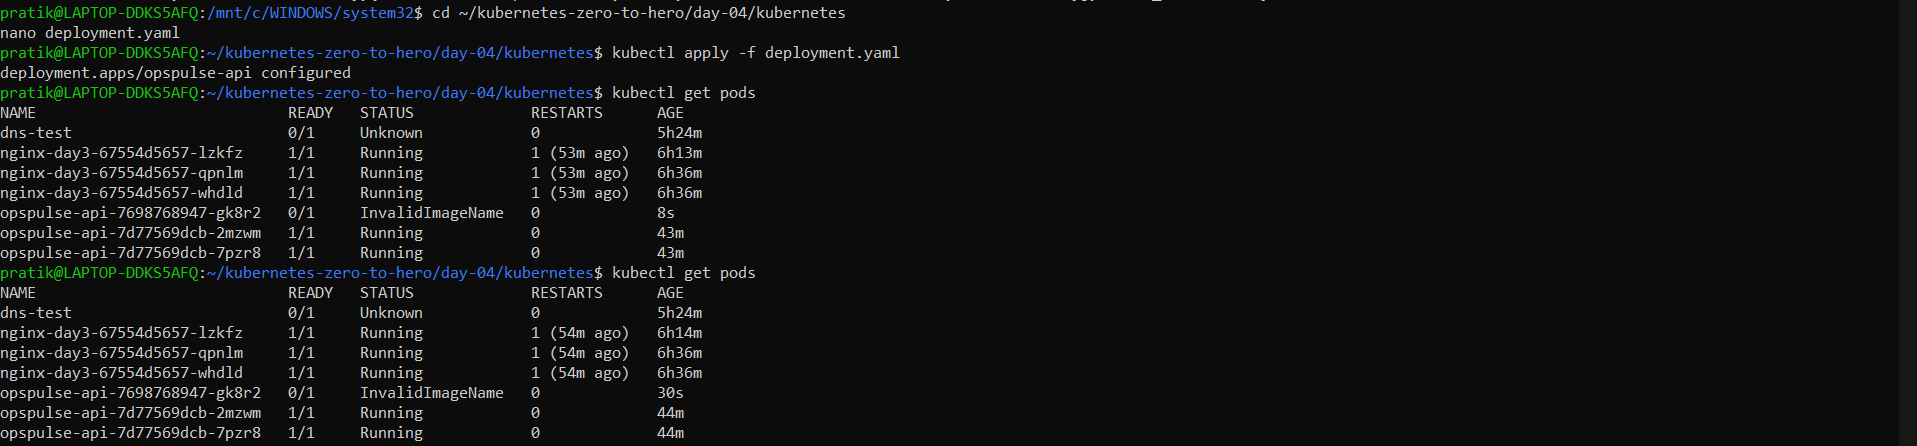 pratik@LAPTOP-DDKS5AFQ:/mnt/c/WINDOWS/system32$ cd ~/kubernetes-zero-to-hero/day-04/kubernetes
nano deployment.yaml
pratik@LAPTOP-DDKS5AFQ:~/kubernetes-zero-to-hero/day-04/kubernetes$ kubectl apply -f deployment.yaml
deployment.apps/opspulse-api configured
pratik@LAPTOP-DDKS5AFQ:~/kubernetes-zero-to-hero/day-04/kubernetes$ kubectl get pods
NAME                            READY   STATUS             RESTARTS      AGE
dns-test                        0/1     Unknown            0             5h24m
nginx-day3-67554d5657-lzkfz     1/1     Running            1 (53m ago)   6h13m
nginx-day3-67554d5657-qpnlm     1/1     Running            1 (53m ago)   6h36m
nginx-day3-67554d5657-whdld     1/1     Running            1 (53m ago)   6h36m
opspulse-api-7698768947-gk8r2   0/1     InvalidImageName   0             8s
opspulse-api-7d77569dcb-2mzwm   1/1     Running            0             43m
opspulse-api-7d77569dcb-7pzr8   1/1     Running            0             43m
pratik@LAPTOP-DDKS5AFQ:~/kubernetes-zero-to-hero/day-04/kubernetes$ kubectl get pods
NAME                            READY   STATUS             RESTARTS      AGE
dns-test                        0/1     Unknown            0             5h24m
nginx-day3-67554d5657-lzkfz     1/1     Running            1 (54m ago)   6h14m
nginx-day3-67554d5657-qpnlm     1/1     Running            1 (54m ago)   6h36m
nginx-day3-67554d5657-whdld     1/1     Running            1 (54m ago)   6h36m
opspulse-api-7698768947-gk8r2   0/1     InvalidImageName   0             30s
opspulse-api-7d77569dcb-2mzwm   1/1     Running            0             44m
opspulse-api-7d77569dcb-7pzr8   1/1     Running            0             44m